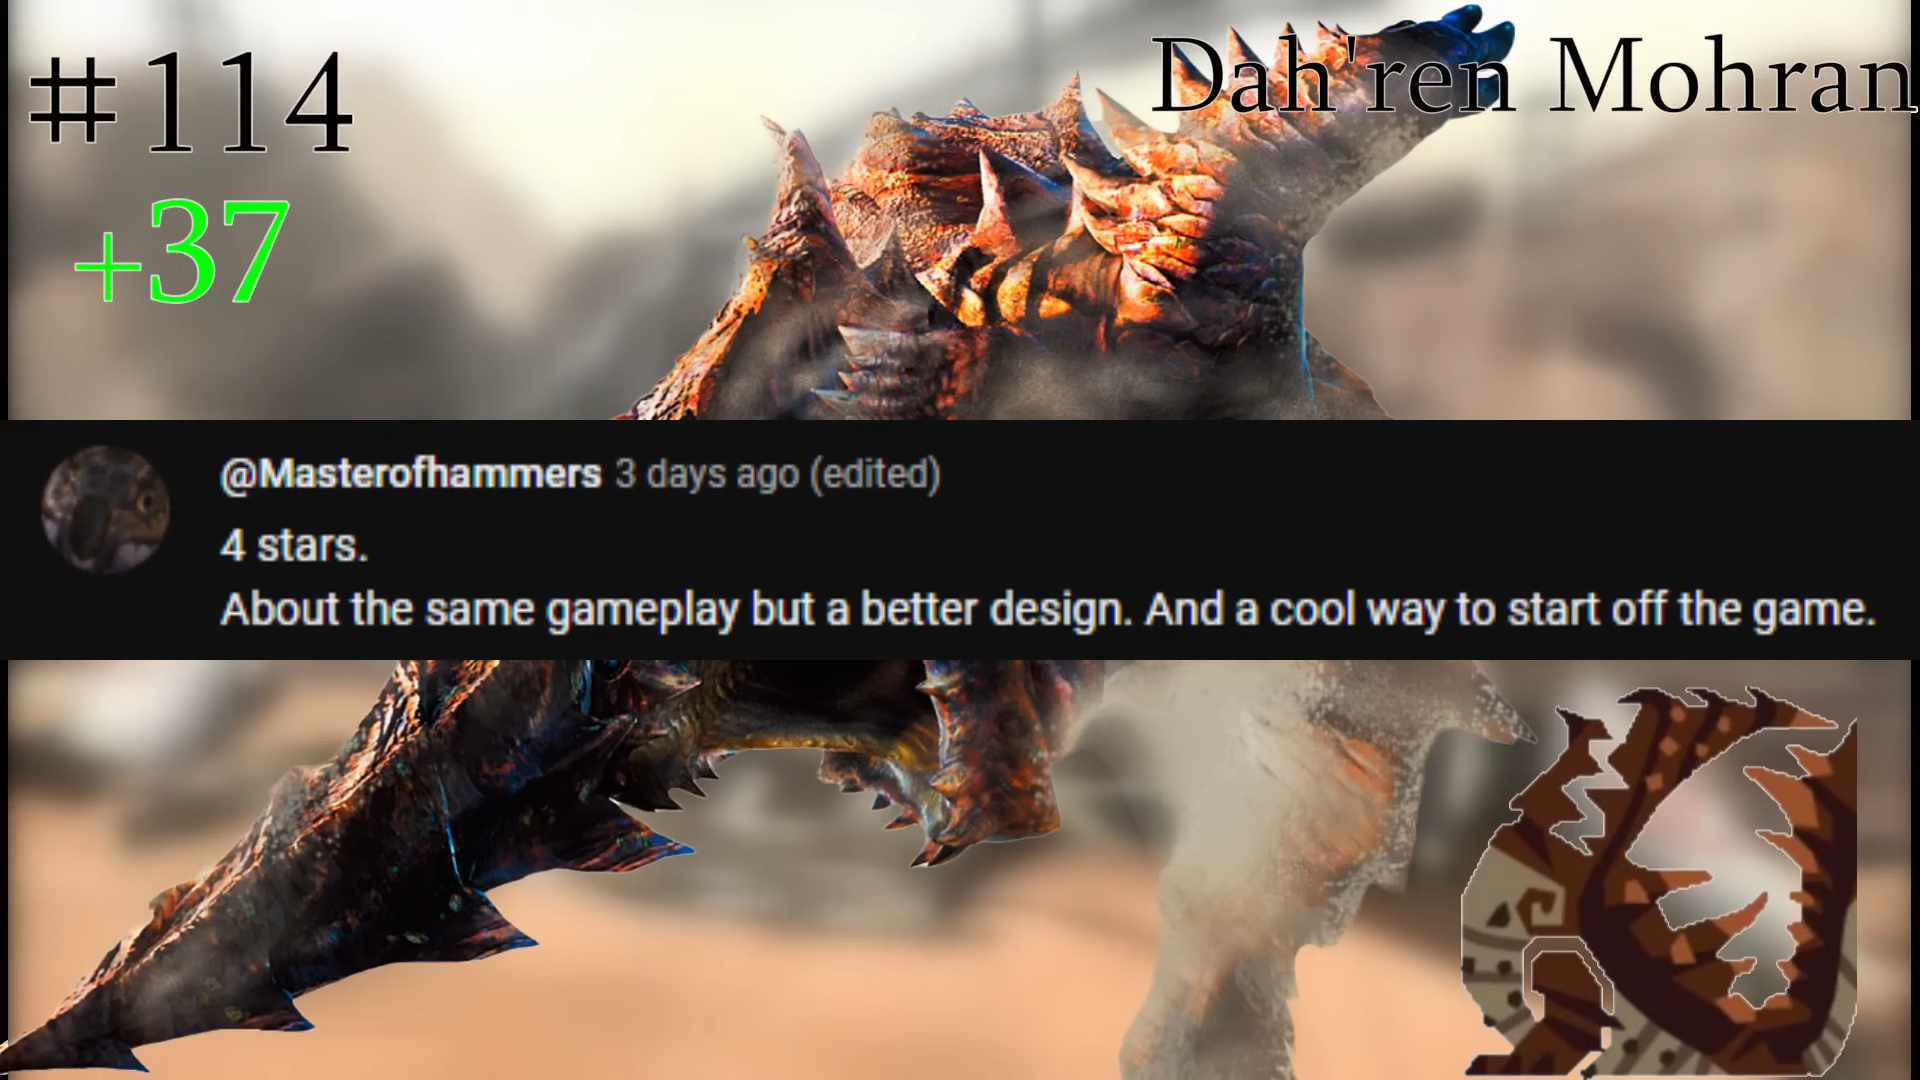 #114
Dah'ren Mohran
+37
@Masterofhammers 3 days ago (edited)
4 stars.
About the same gameplay but a better design. And a cool way to start off the game.